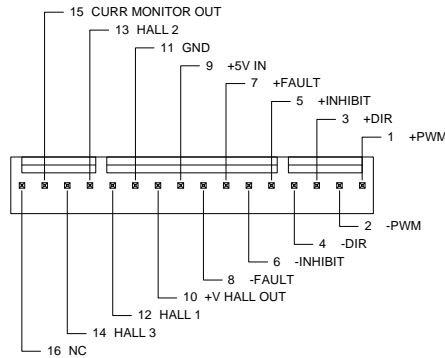 15 CURR MONITOR OUT
13 HALL 2
11 GND
9 +5V IN
7 +FAULT
5 +INHIBIT
3 +DIR
1 +PWM
2 -PWM
4 -DIR
6 -INHIBIT
8 -FAULT
10 +V HALL OUT
12 HALL 1
14 HALL 3
16 NC